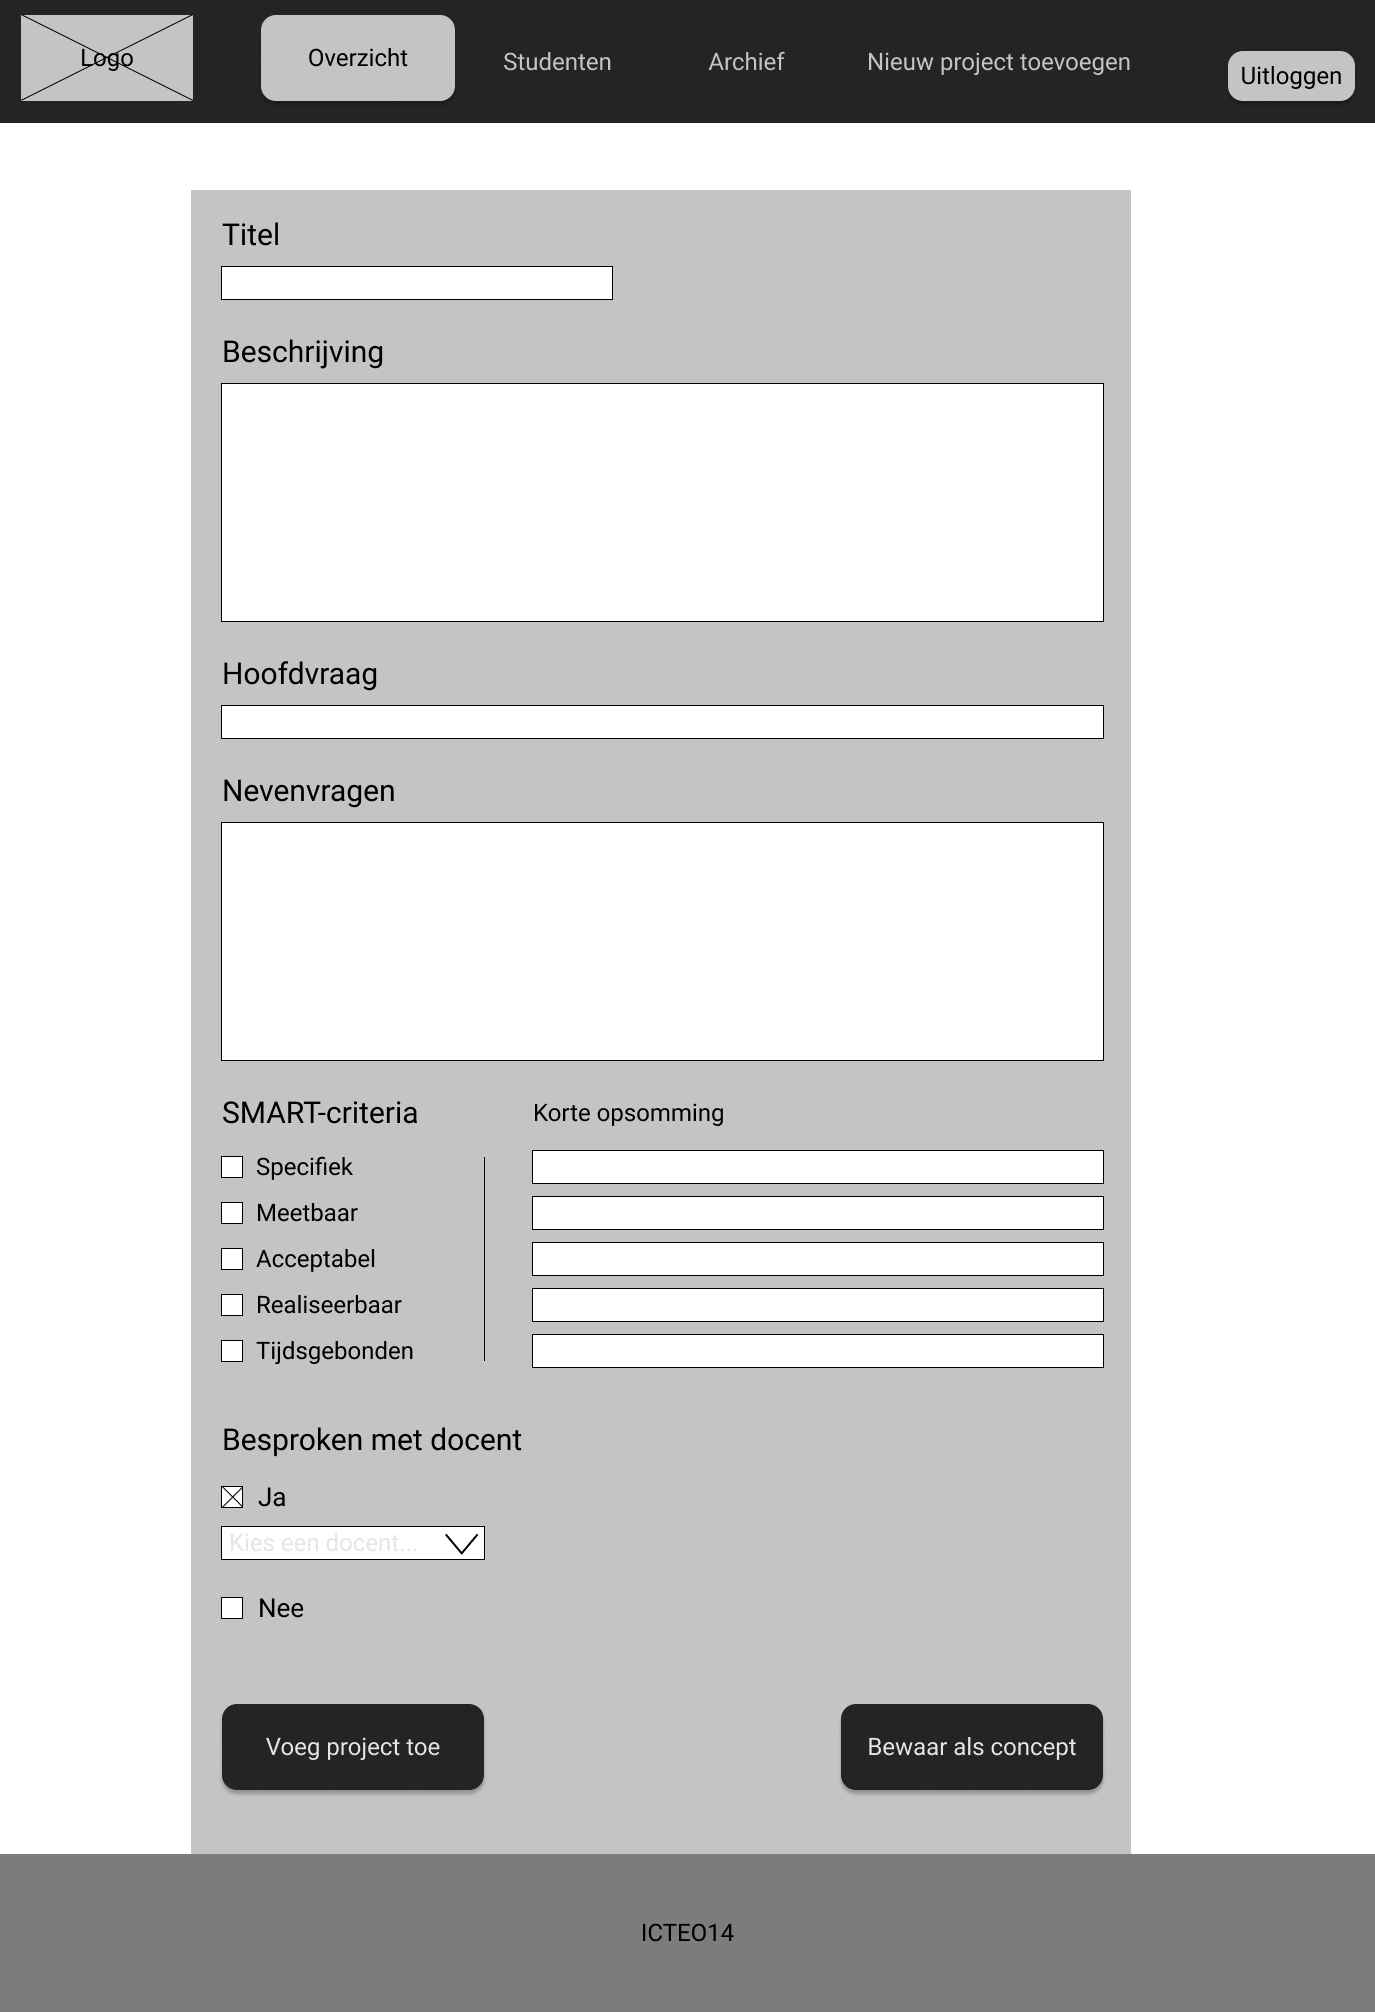 Logo
Overzicht
Studenten
Archief
Nieuw project toevoegen
Uitloggen
Titel
Beschrijving
Hoofdvraag
Nevenvragen
SMART-criteria
Korte opsomming
Specifiek
Meetbaar
Acceptabel
Realiseerbaar
Tijdsgebonden
Besproken met docent
Ja
Kies een docent...
Nee
Voeg project toe
Bewaar als concept
ICTEO14